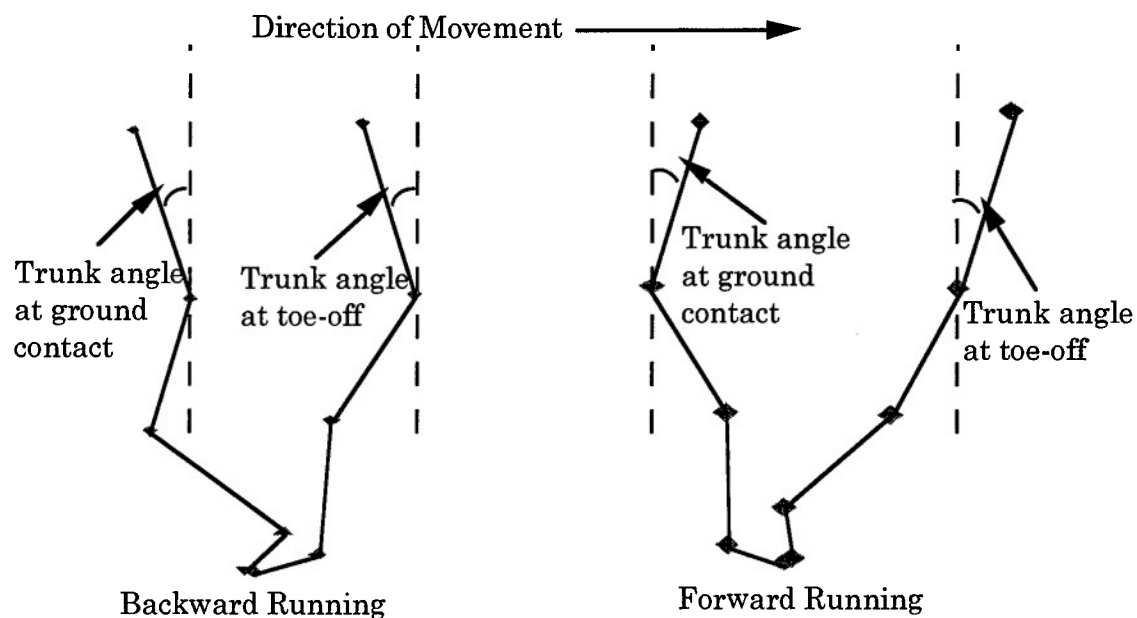 Direction of Movement
Trunk angle
at ground
contact
Trunk angle
at toe-off
Trunk angle
at ground
contact
Trunk angle
at toe-off
Backward Running
Forward Running